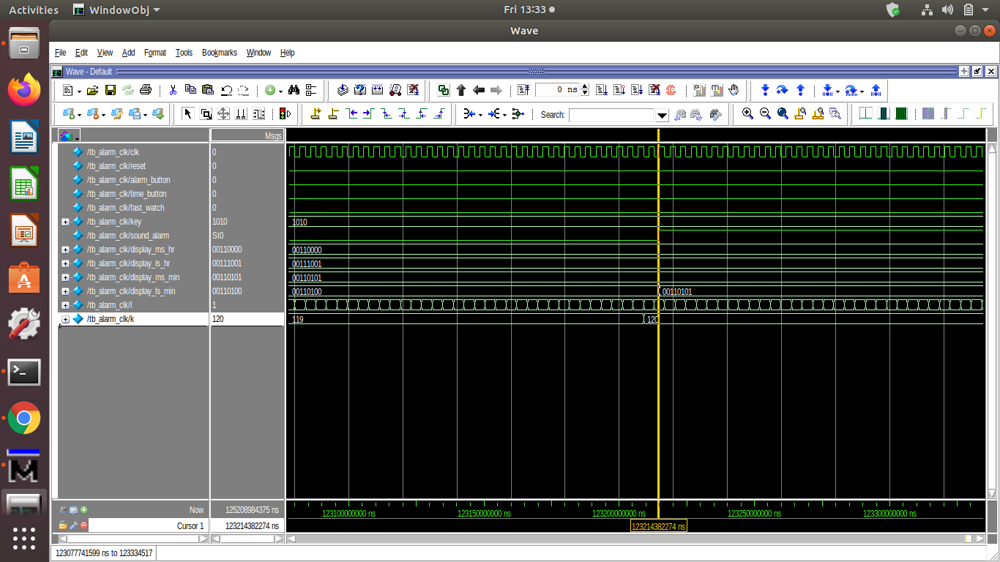 Activities WindowObj Fri 13:33
Wave
File Edit View Add Format Tools Bookmarks Window Help
Wave - Default
0 ns
Search:
Msgs
/tb_alarm_clk/clk 0
/tb_alarm_clk/reset 0
/tb_alarm_clk/alarm_button 0
/tb_alarm_clk/time_button 0
/tb_alarm_clk/fast_watch 0
/tb_alarm_clk/key 1010 1010
/tb_alarm_clk/sound_alarm St0
/tb_alarm_clk/display_ms_hr 00110000 00110000
/tb_alarm_clk/display_ls_hr 00111001 00111001
/tb_alarm_clk/display_ms_min 00110101 00110101
/tb_alarm_clk/display_ls_min 00110100 00110100 00110101
/tb_alarm_clk/l 1
/tb_alarm_clk/k 120 119 120
Now 125208984375 ns 123100000000 ns 123150000000 ns 123200000000 ns 123250000000 ns 123300000000 ns
Cursor 1 123214382274 ns 123214382274 ns
123077741599 ns to 123334517